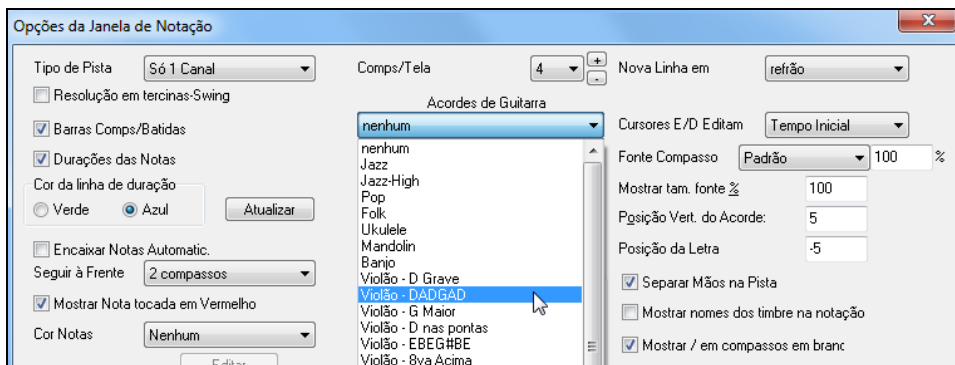 Opções da Janela de Notação
Tipo de Pista Só 1 Canal
Comps/Tela 4 + -
Nova Linha em refrão
Resolução em tercinas-Swing
Acordes de Guitarra
Barras Comps/Batidas
nenhum
Cursores E/D Editam Tempo Inicial
Durações das Notas
nenhum
Jazz
Jazz-High
Pop
Folk
Ukulele
Mandolin
Banjo
Violão - D Grave
Violão - DADGAD
Violão - G Maior
Violão - D nas pontas
Violão - EBEG#BE
Violão - 8va Acima
Fonte Compasso Padrão 100 %
Cor da linha de duração
Verde Azul Atualizar
Mostrar tam. fonte % 100
Posição Vert. do Acorde: 5
Encaixar Notas Automatic.
Posição da Letra -5
Seguir à Frente 2 compassos
Separar Mãos na Pista
Mostrar Nota tocada em Vermelho
Mostrar nomes dos timbre na notação
Cor Notas Nenhum
Mostrar / em compassos em branc
Editar